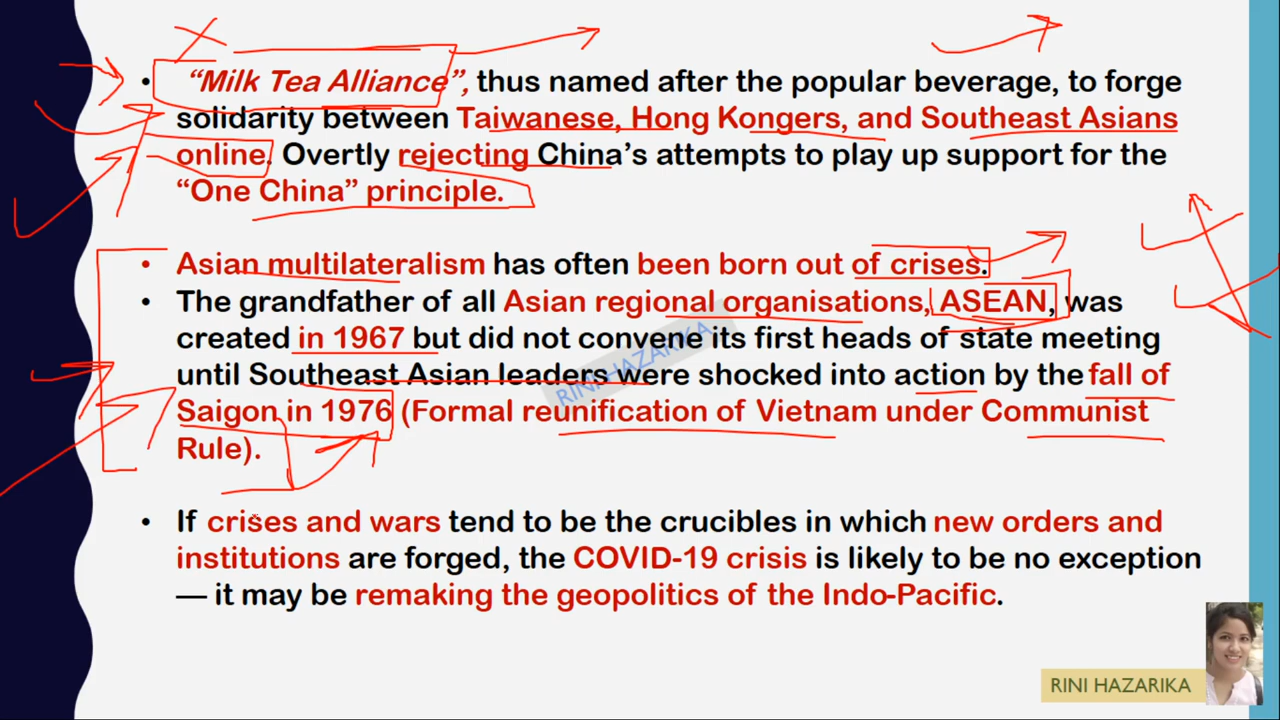 • “Milk Tea Alliance”, thus named after the popular beverage, to forge
solidarity between Taiwanese, Hong Kongers, and Southeast Asians
online. Overtly rejecting China’s attempts to play up support for the
“One China” principle.
• Asian multilateralism has often been born out of crises.
• The grandfather of all Asian regional organisations, ASEAN, was
created in 1967 but did not convene its first heads of state meeting
until Southeast Asian leaders were shocked into action by the fall of
Saigon in 1976 (Formal reunification of Vietnam under Communist
Rule).
• If crises and wars tend to be the crucibles in which new orders and
institutions are forged, the COVID-19 crisis is likely to be no exception
— it may be remaking the geopolitics of the Indo-Pacific.
RINI HAZARIKA
RINI HAZARIKA